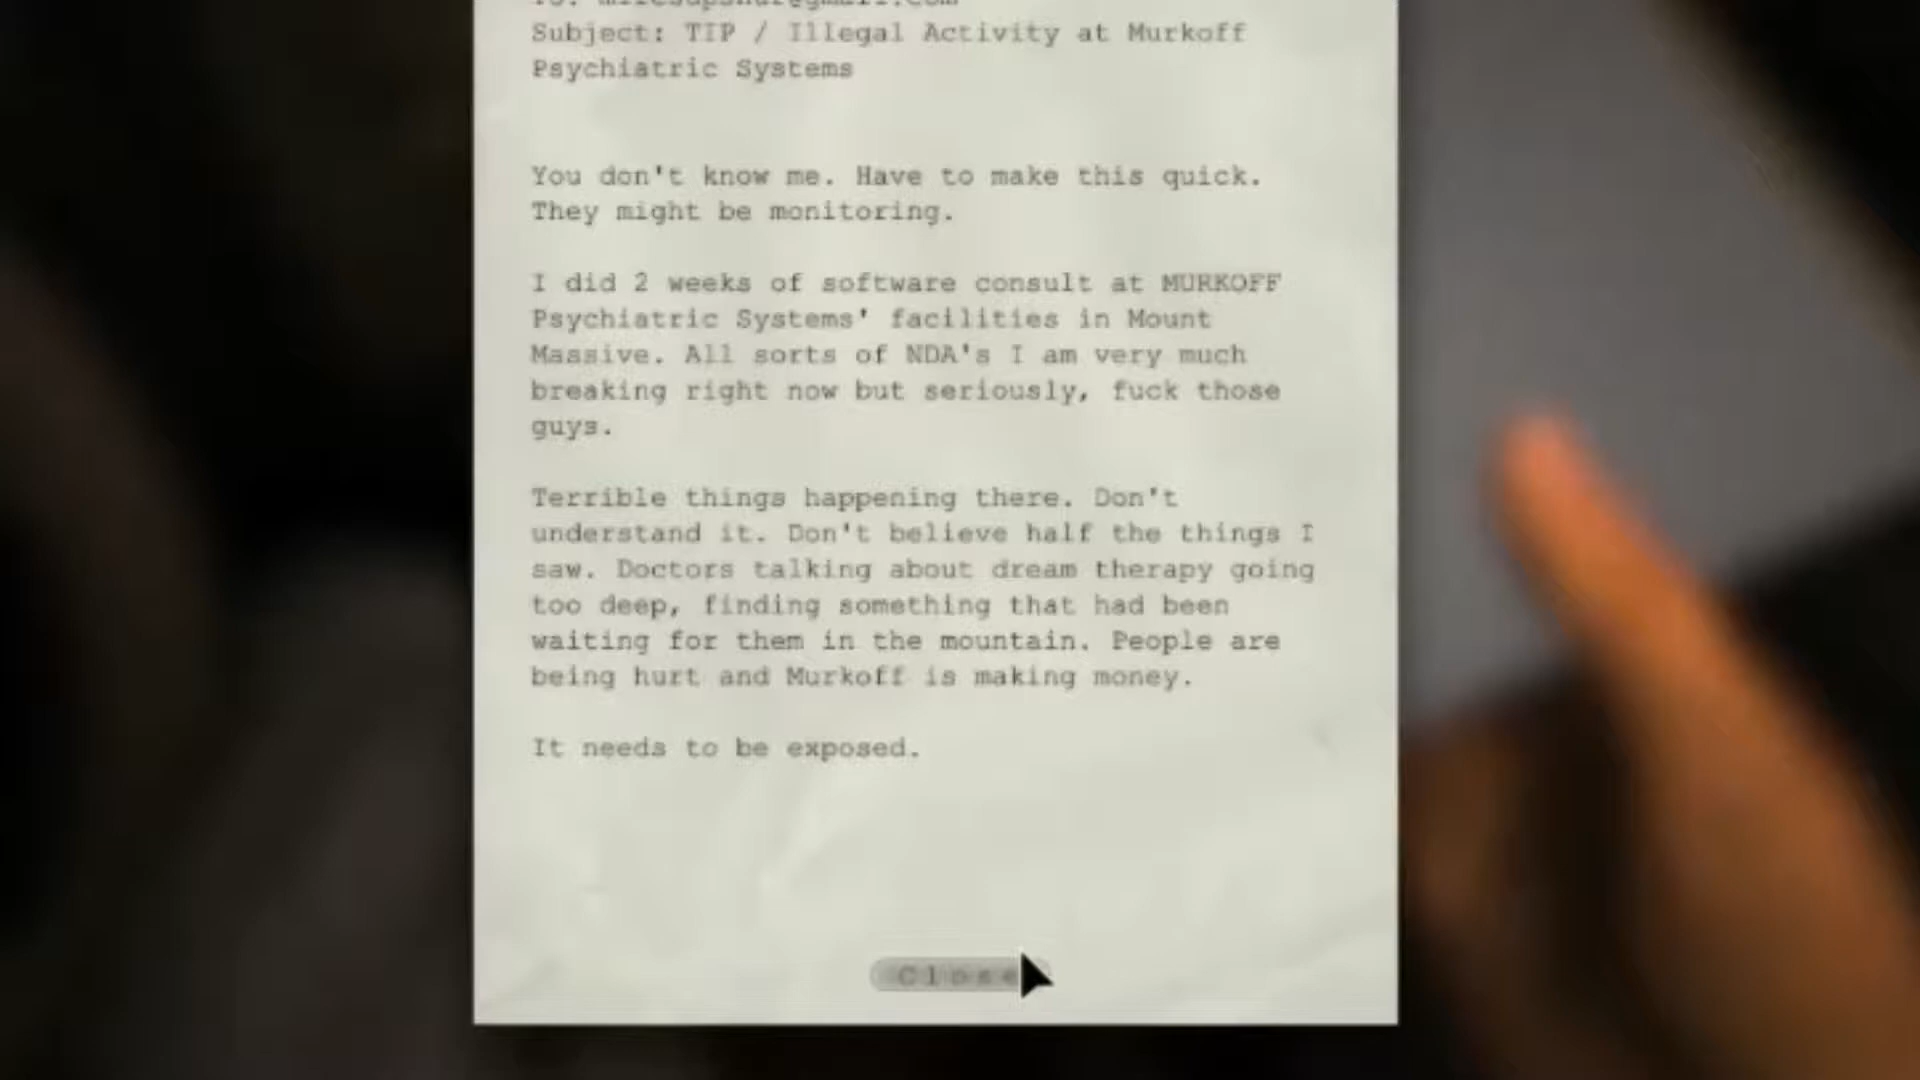 Subject: TIP / Illegal Activity at Murkoff
Psychiatric Systems
You don't know me. Have to make this quick.
They might be monitoring.
I did 2 weeks of software consult at MURKOFF
Psychiatric Systems' facilities in Mount
Massive. All sorts of NDA's I am very much
breaking right now but seriously, fuck those
guys.
Terrible things happening there. Don't
understand it. Don't believe half the things I
saw. Doctors talking about dream therapy going
too deep, finding something that had been
waiting for them in the mountain. People are
being hurt and Murkoff is making money.
It needs to be exposed.
Close